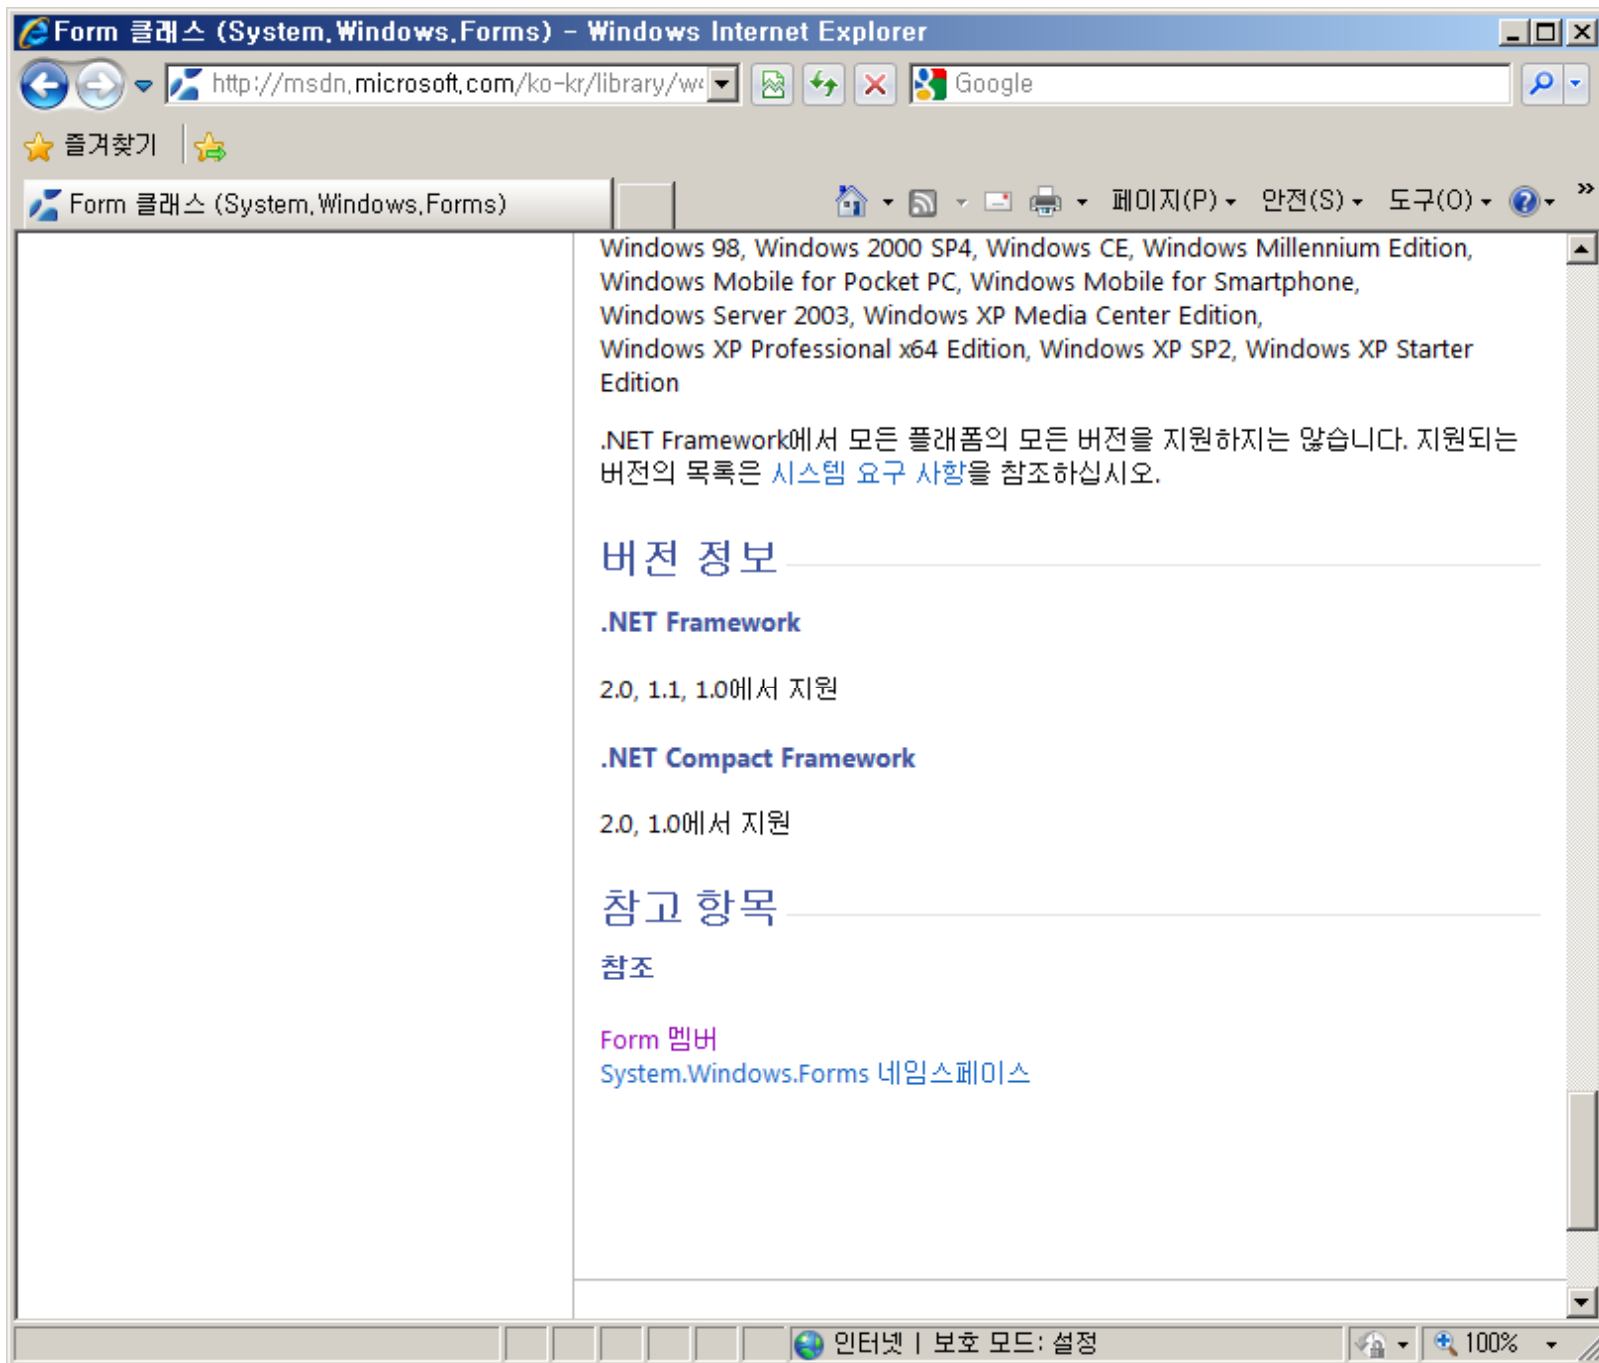 Form 클래스 (System.Windows.Forms) - Windows Internet Explorer
http://msdn.microsoft.com/ko-kr/library/w
Google
즐겨찾기
Form 클래스 (System.Windows.Forms)
페이지(P)
안전(S)
도구(O)
Windows 98, Windows 2000 SP4, Windows CE, Windows Millennium Edition,
Windows Mobile for Pocket PC, Windows Mobile for Smartphone,
Windows Server 2003, Windows XP Media Center Edition,
Windows XP Professional x64 Edition, Windows XP SP2, Windows XP Starter
Edition
.NET Framework에서 모든 플래폼의 모든 버전을 지원하지는 않습니다. 지원되는
버전의 목록은 시스템 요구 사항을 참조하십시오.
버전 정보
.NET Framework
2.0, 1.1, 1.0에서 지원
.NET Compact Framework
2.0, 1.0에서 지원
참고 항목
참조
Form 멤버
System.Windows.Forms 네임스페이스
인터넷 | 보호 모드: 설정
100%